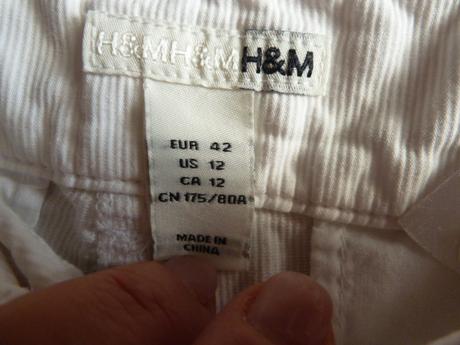 H&MH&MH&M
EUR 42
US 12
CA 12
CN 175/80A
MADE IN
CHINA